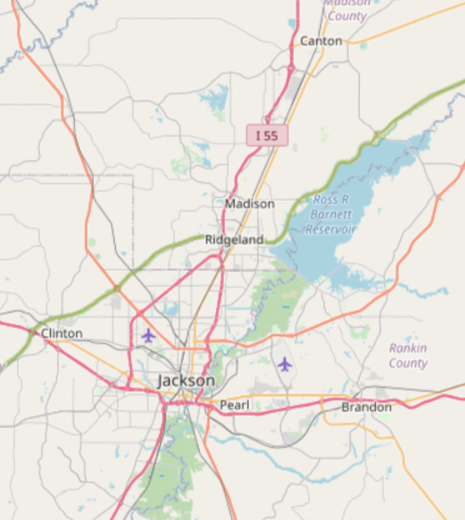 Madison
County
Canton
I 55
Madison
Ross R
Barnett
Reservoir
Ridgeland
Clinton
Rankin
County
Jackson
Pearl
Brandon